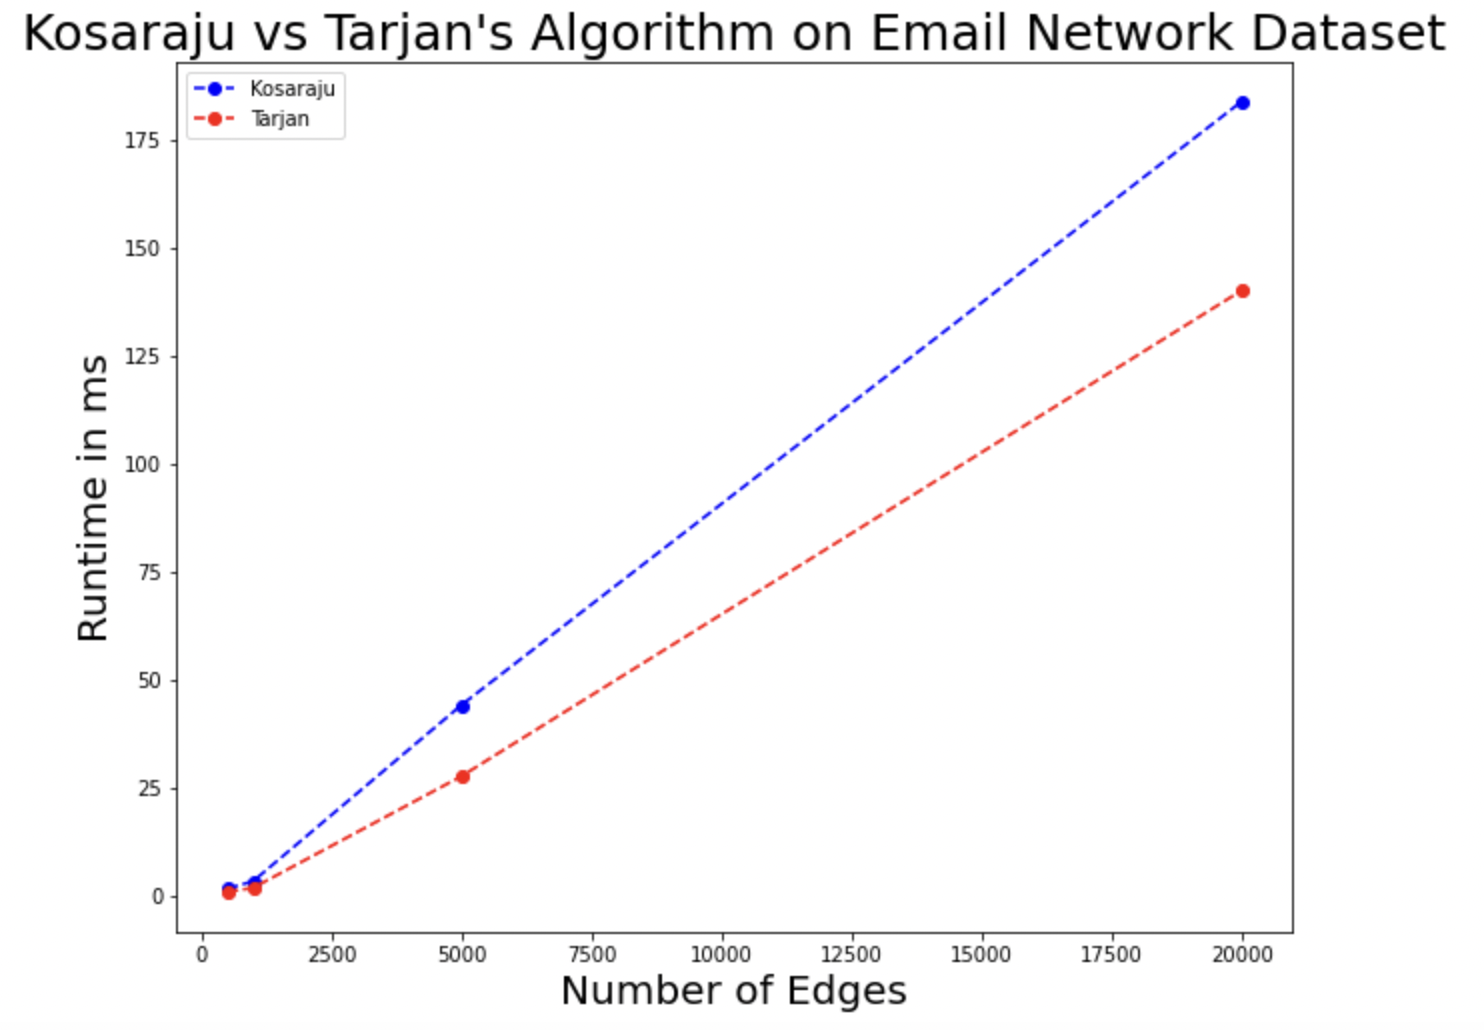 Kosaraju vs Tarjan's Algorithm on Email Network Dataset
Kosaraju
Tarjan
175
150
125
100
75
50
25
0
Runtime in ms
0 2500 5000 7500 10000 12500 15000 17500 20000
Number of Edges